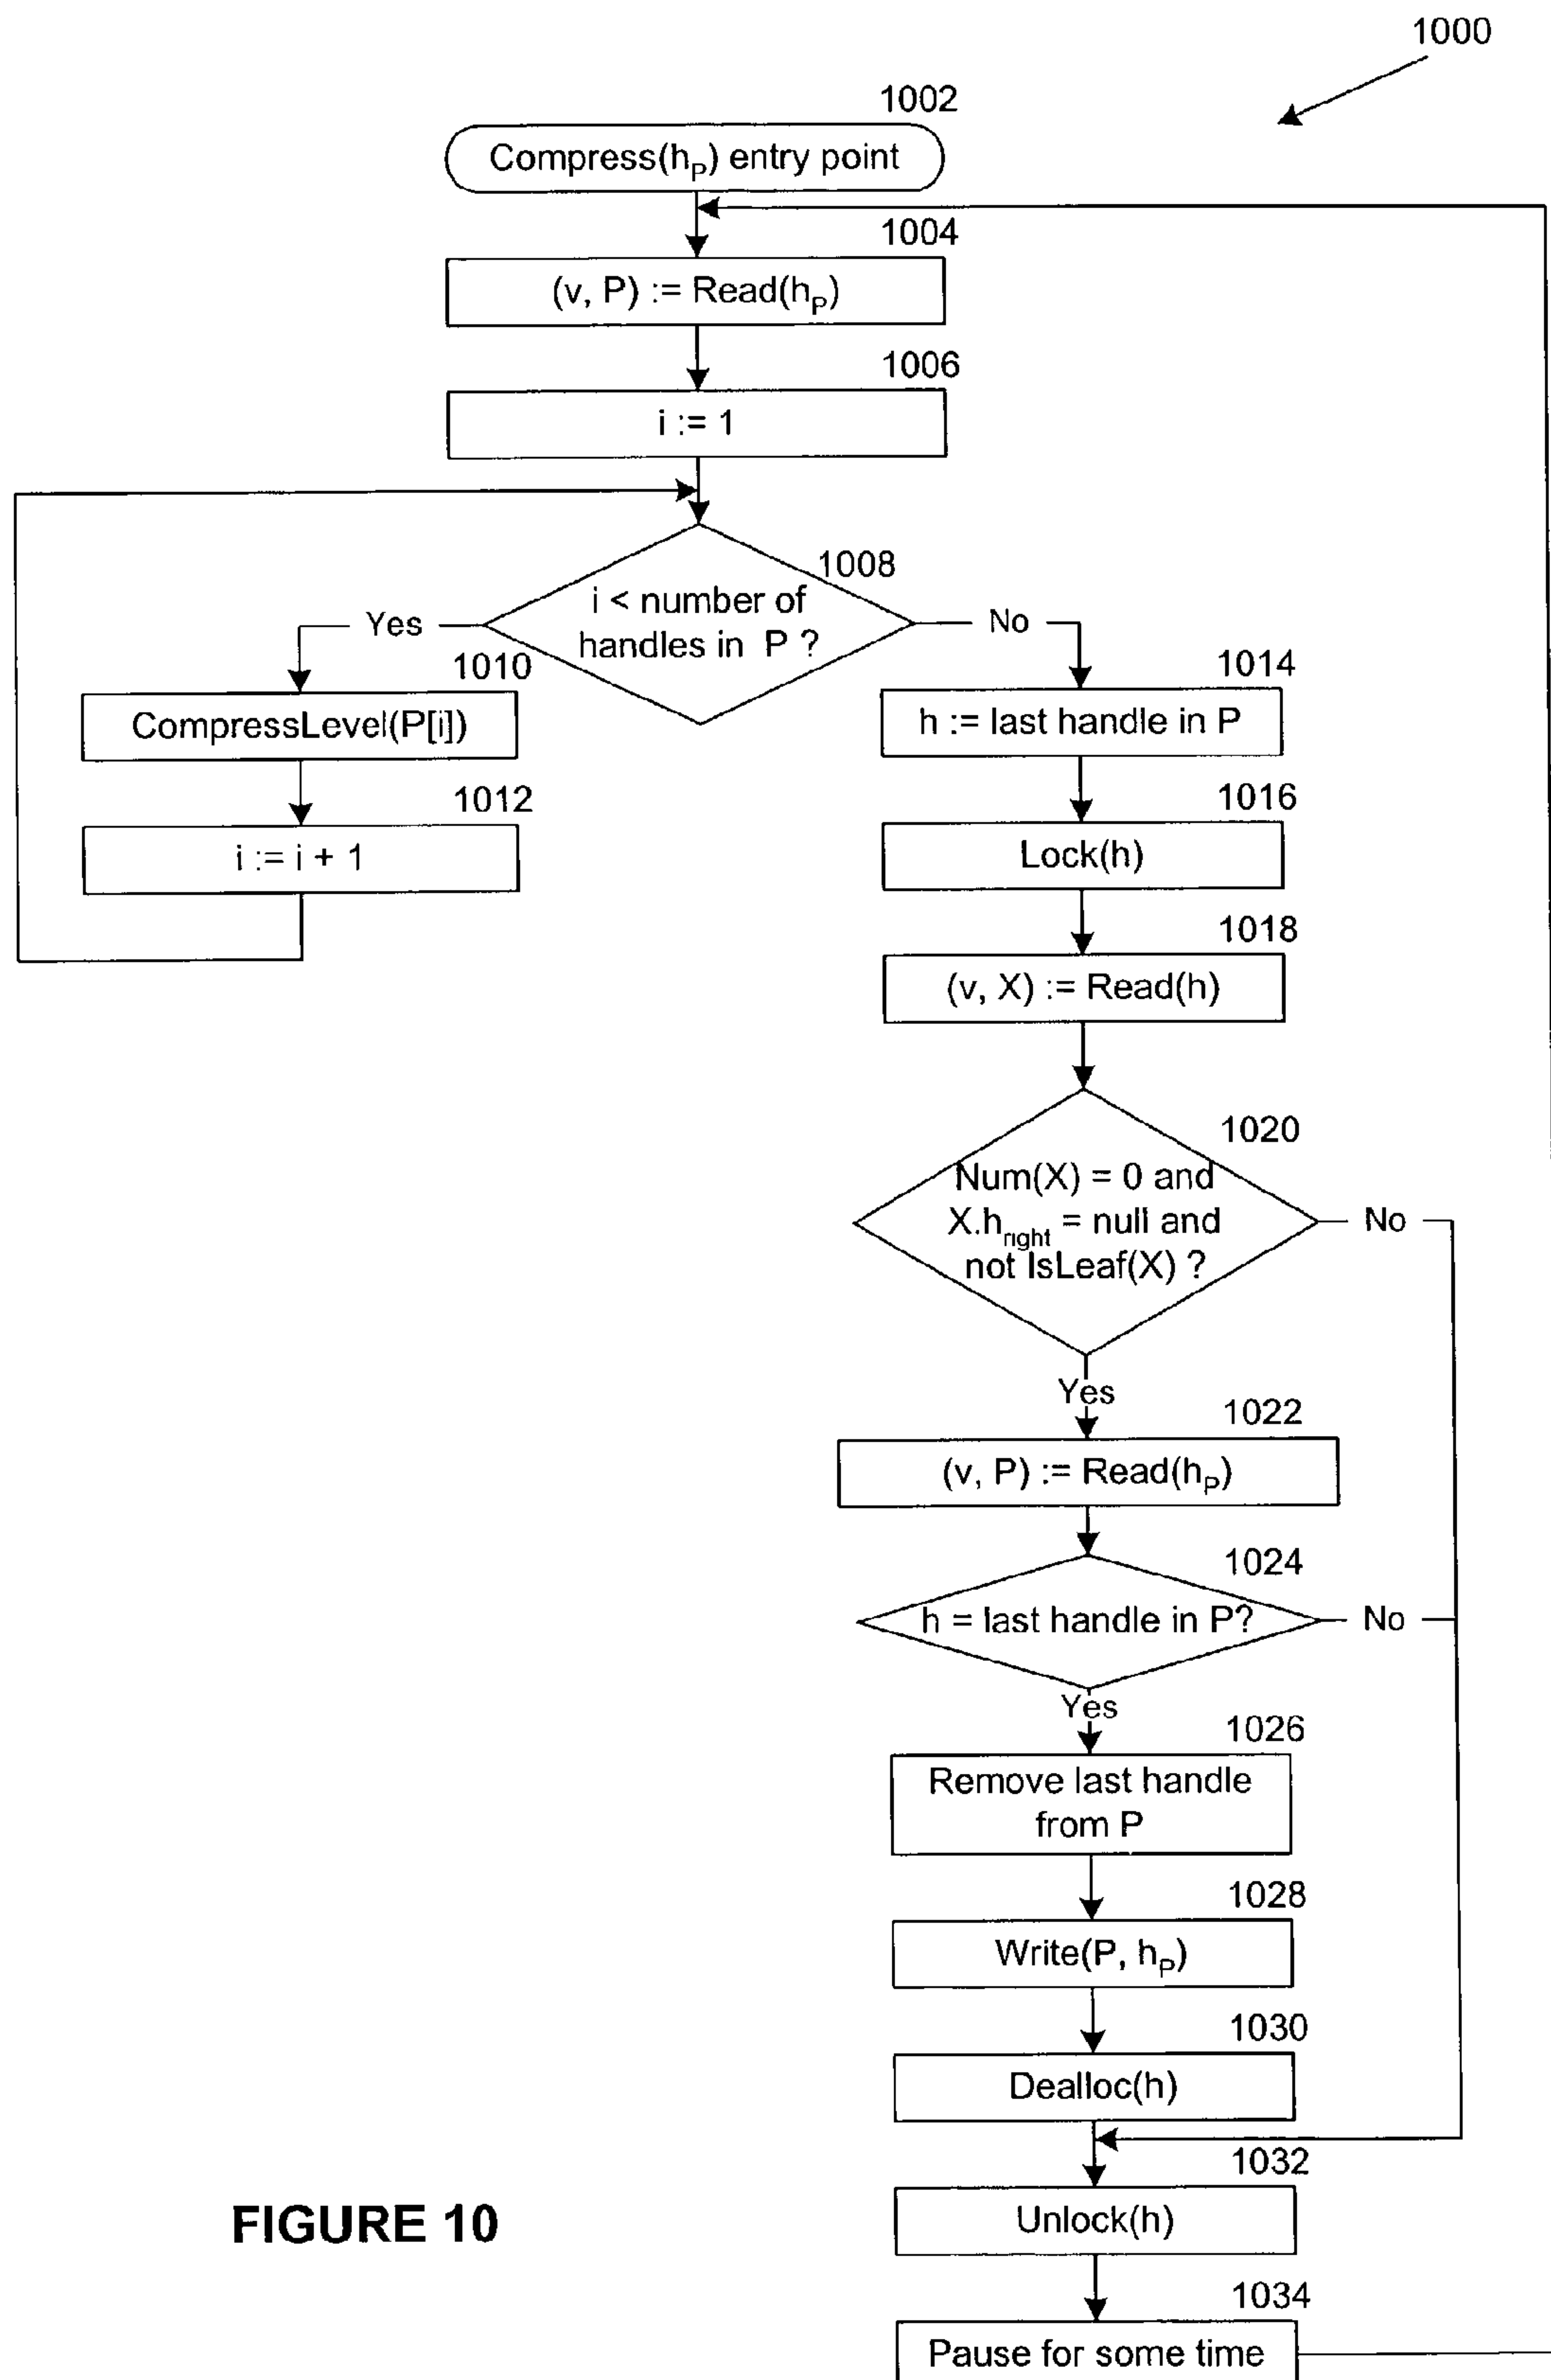 1000
1002
Compress(hP) entry point
1004
(v, P) := Read(hP)
1006
i := 1
1008
i < number of
handles in P ?
Yes
No
1010
CompressLevel(P[i])
1012
i := i + 1
1014
h := last handle in P
1016
Lock(h)
1018
(v, X) := Read(h)
1020
Num(X) = 0 and
X.hright = null and
not IsLeaf(X) ?
No
Yes
1022
(v, P) := Read(hP)
1024
h = last handle in P?
No
Yes
1026
Remove last handle
from P
1028
Write(P, hP)
1030
Dealloc(h)
1032
Unlock(h)
1034
Pause for some time
FIGURE 10